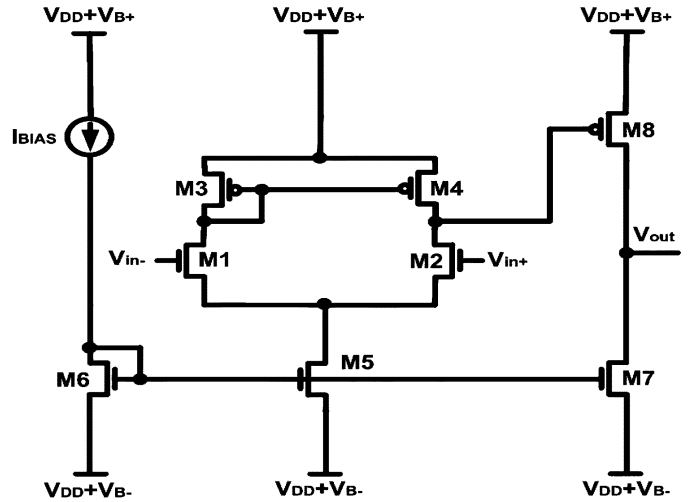 VDD+VB+ VDD+VB+ VDD+VB+
IBIAS
M8
M3 M4
Vin- M1 M2 Vin+
Vout
M6 M5 M7
VDD+VB- VDD+VB- VDD+VB-